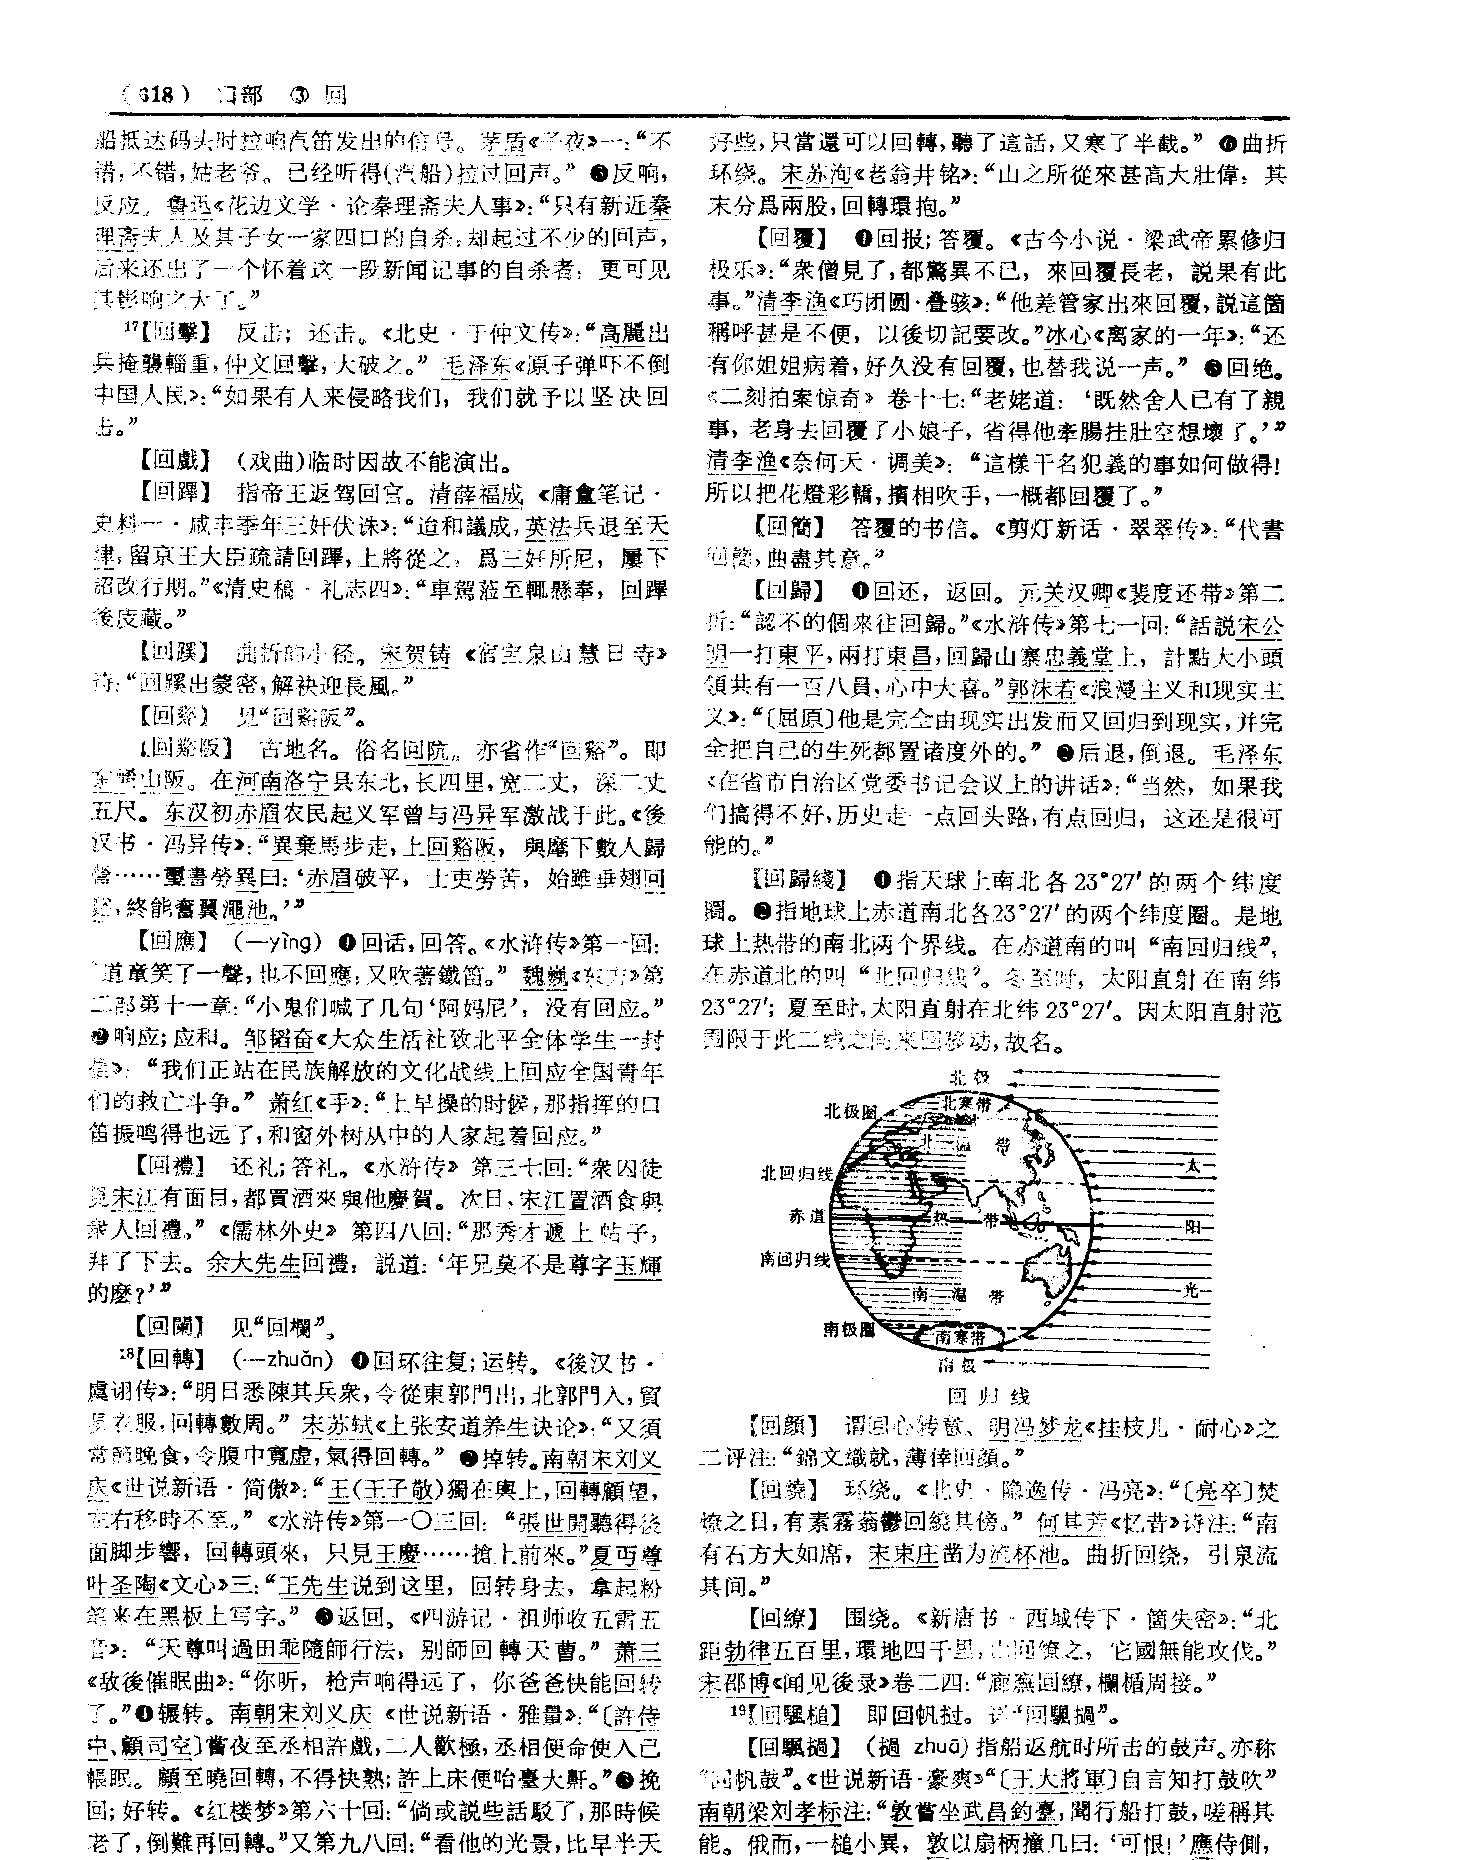 (618) 囗部 ③ 回
船抵达码头时拉响汽笛发出的信号。茅盾《子夜》一：“不
错，不错，姑老爷。已经听得(汽船)拉过回声。” ❸反响，
反应。鲁迅《花边文学·论秦理斋夫人事》：“只有新近秦
理斋夫人及其子女一家四口的自杀，却起过不少的回声，
后来还出了一个怀着这一段新闻记事的自杀者，更可见
其影响之大了。”
17【回擊】 反击；还击。《北史·于仲文传》：“高麗出
兵掩襲輜重，仲文回擊，大破之。” 毛泽东《原子弹吓不倒
中国人民》：“如果有人来侵略我们，我们就予以坚决回
击。”
【回戲】 (戏曲)临时因故不能演出。
【回蹕】 指帝王返驾回宫。清薛福成《庸盦笔记·
史料一·咸丰季年三奸伏诛》：“迨和議成，英法兵退至天
津，留京王大臣疏請回蹕，上將從之，爲三奸所尼，屢下
詔改行期。”《清史稿·礼志四》：“車駕蒞至輒懸奉，回蹕
後庋藏。”
【回蹊】 曲折的小径。宋贺铸《宿宝泉山慧日寺》
诗：“回蹊出蒙密，解袂迎長風。”
【回谿】 见“回谿阪”。
【回谿阪】 古地名。俗名回阬。亦省作“回谿”。即
东崤山阪。在河南洛宁县东北，长四里，宽二丈，深二丈
五尺。东汉初赤眉农民起义军曾与冯异军激战于此。《後
汉书·冯异传》：“異棄馬步走，上回谿阪，與麾下數人歸
營……璽書勞異曰：‘赤眉破平，士吏勞苦，始雖垂翅回
谿，終能奮翼澠池。’”
【回應】 (—yìng) ❶回话，回答。《水浒传》第一回：
“道童笑了一聲，也不回應，又吹著鐵笛。” 魏巍《东方》第
二部第十一章：“小鬼们喊了几句‘阿妈尼’，没有回应。”
❷响应；应和。邹韬奋《大众生活社致北平全体学生一封
信》：“我们正站在民族解放的文化战线上回应全国青年
们的救亡斗争。” 萧红《手》：“上早操的时候，那指挥的口
笛振鸣得也远了，和窗外树丛中的人家起着回应。”
【回禮】 还礼；答礼。《水浒传》第三七回：“衆囚徒
見宋江有面目，都買酒來與他慶賀。次日，宋江置酒食與
衆人回禮。” 《儒林外史》第四八回：“那秀才遞上帖子，
拜了下去。余大先生回禮，説道：‘年兄莫不是尊字玉輝
的麽？’”
【回闌】 见“回欄”。
18【回轉】 (—zhuǎn) ❶回环往复；运转。《後汉书·
虞诩传》：“明日悉陳其兵衆，令從東郭門出，北郭門入，貿
易衣服，回轉數周。” 宋苏轼《上张安道养生诀论》：“又須
常節晚食，令腹中寬虛，氣得回轉。” ❷掉转。南朝宋刘义
庆《世说新语·简傲》：“王(王子敬)獨在輿上，回轉顧望，
左右移時不至。” 《水浒传》第一〇三回：“張世開聽得後
面脚步響，回轉頭來，只見王慶……搶上前來。”夏丏尊
叶圣陶《文心》三：“王先生说到这里，回转身去，拿起粉
笔来在黑板上写字。” ❸返回。《四游记·祖师收五雷五
音》：“天尊叫過田乖隨師行法，别師回轉天曹。” 萧三
《敌後催眠曲》：“你听，枪声响得远了，你爸爸快能回转
了。”❹辗转。南朝宋刘义庆《世说新语·雅量》：“〔許侍
中、顧司空〕嘗夜至丞相許戲，二人歡極，丞相便命使入己
帳眠。顧至曉回轉，不得快熟；許上床便咍臺大鼾。”❺挽
回；好转。《红楼梦》第六十回：“倘或説些話駁了，那時候
老了，倒難再回轉。”又第九八回：“看他的光景，比早半天
好些，只當還可以回轉，聽了這話，又寒了半截。” ❻曲折
环绕。宋苏洵《老翁井铭》：“山之所從來甚高大壯偉，其
末分爲兩股，回轉環抱。”
【回覆】 ❶回报；答覆。《古今小说·梁武帝累修归
极乐》：“衆僧見了，都驚異不已，來回覆長老，説果有此
事。”清李渔《巧团圆·叠骇》：“他差管家出來回覆，説這箇
稱呼甚是不便，以後切記要改。”冰心《离家的一年》：“还
有你姐姐病着，好久没有回覆，也替我说一声。” ❷回绝。
《二刻拍案惊奇》卷十七：“老姥道：‘既然舍人已有了親
事，老身去回覆了小娘子，省得他牽腸挂肚空想壞了。’”
清李渔《奈何天·调美》：“這樣干名犯義的事如何做得！
所以把花燈彩轎，儐相吹手，一概都回覆了。”
【回簡】 答覆的书信。《剪灯新话·翠翠传》：“代書
回簡，曲盡其意。”
【回歸】 ❶回还，返回。元关汉卿《裴度还带》第二
折：“認不的個來往回歸。”《水浒传》第七一回：“話説宋公
明一打東平，兩打東昌，回歸山寨忠義堂上，計點大小頭
領共有一百八員，心中大喜。”郭沫若《浪漫主义和现实主
义》：“〔屈原〕他是完全由现实出发而又回归到现实，并完
全把自己的生死都置诸度外的。” ❷后退，倒退。毛泽东
《在省市自治区党委书记会议上的讲话》：“当然，如果我
们搞得不好，历史走一点回头路，有点回归，这还是很可
能的。”
【回歸綫】 ❶指天球上南北各23°27′的两个纬度
圈。❷指地球上赤道南北各23°27′的两个纬度圈。是地
球上热带的南北两个界线。在赤道南的叫“南回归线”，
在赤道北的叫“北回归线”。冬至时，太阳直射在南纬
23°27′；夏至时，太阳直射在北纬23°27′。因太阳直射范
围限于此二线之间来回移动，故名。
北极
北极圈
北寒带
北 温 带
北回归线
太
赤道
热 带
阳
南回归线
南 温 带
光
南极圈
南寒带
南极
回归线
【回顔】 谓回心转意。明冯梦龙《挂枝儿·耐心》之
二评注：“錦文織就，薄倖回顔。”
【回繞】 环绕。《北史·隐逸传·冯亮》：“〔亮卒〕焚
燎之日，有素霧蓊鬱回繞其傍。” 何其芳《忆昔》诗注：“南
有石方大如席，宋東庄凿为流杯池。曲折回绕，引泉流
其间。”
【回繚】 围绕。《新唐书·西域传下·箇失密》：“北
距勃律五百里，環地四千里，山回繚之，它國無能攻伐。”
宋邵博《闻见後录》卷二四：“廊廡回繚，欄楯周接。”
19【回颿槌】 即回帆挝。详“回颿撾”。
【回颿撾】 (撾 zhuā) 指船返航时所击的鼓声。亦称
“回帆鼓”。《世说新语·豪爽》“〔王大將軍〕自言知打鼓吹”
南朝梁刘孝标注：“敦嘗坐武昌釣臺，聞行船打鼓，嗟稱其
能。俄而，一槌小異，敦以扇柄撞几曰：‘可恨！’應侍側，